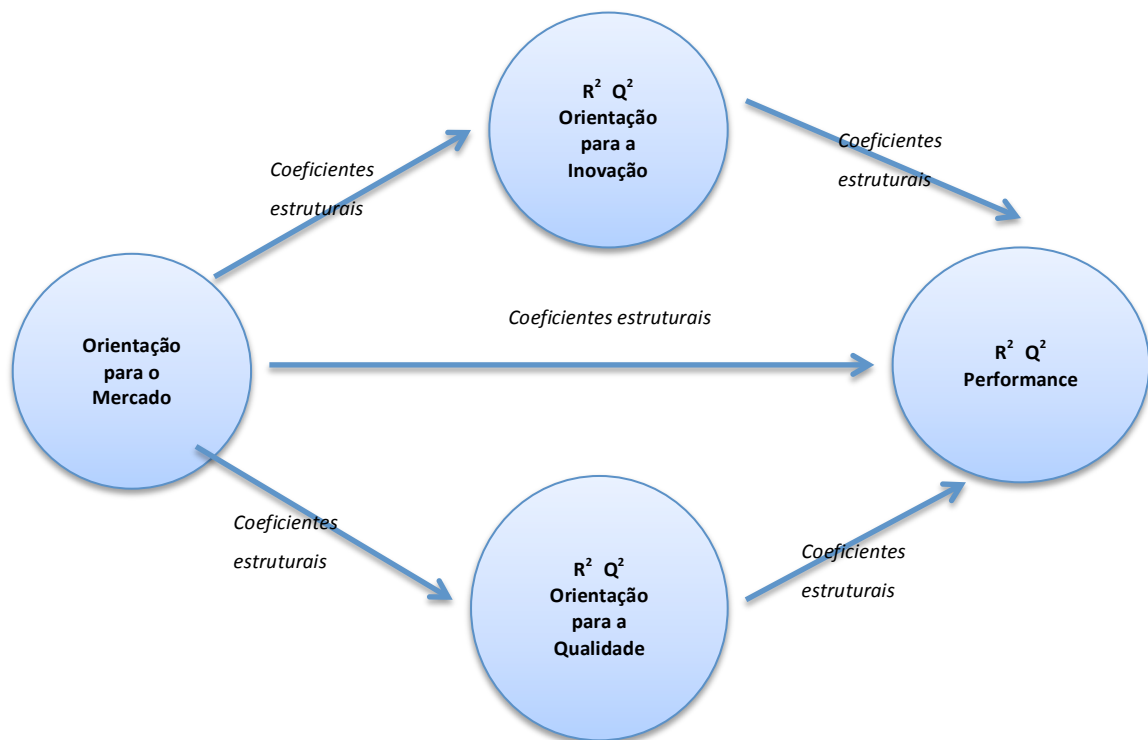 R² Q²
Orientação
para a
Inovação
Coeficientes
estruturais
Coeficientes
estruturais
Coeficientes estruturais
Orientação
para o
Mercado
R² Q²
Performance
Coeficientes
estruturais
R² Q²
Orientação
para a
Qualidade
Coeficientes
estruturais